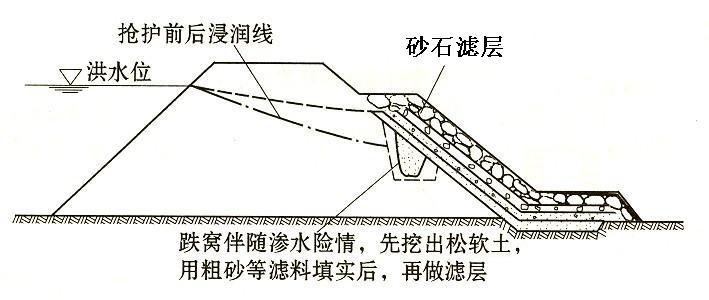 抢护前后浸润线
砂石滤层
洪水位
跌窝伴随渗水险情，先挖出松软土，
用粗砂等滤料填实后，再做滤层